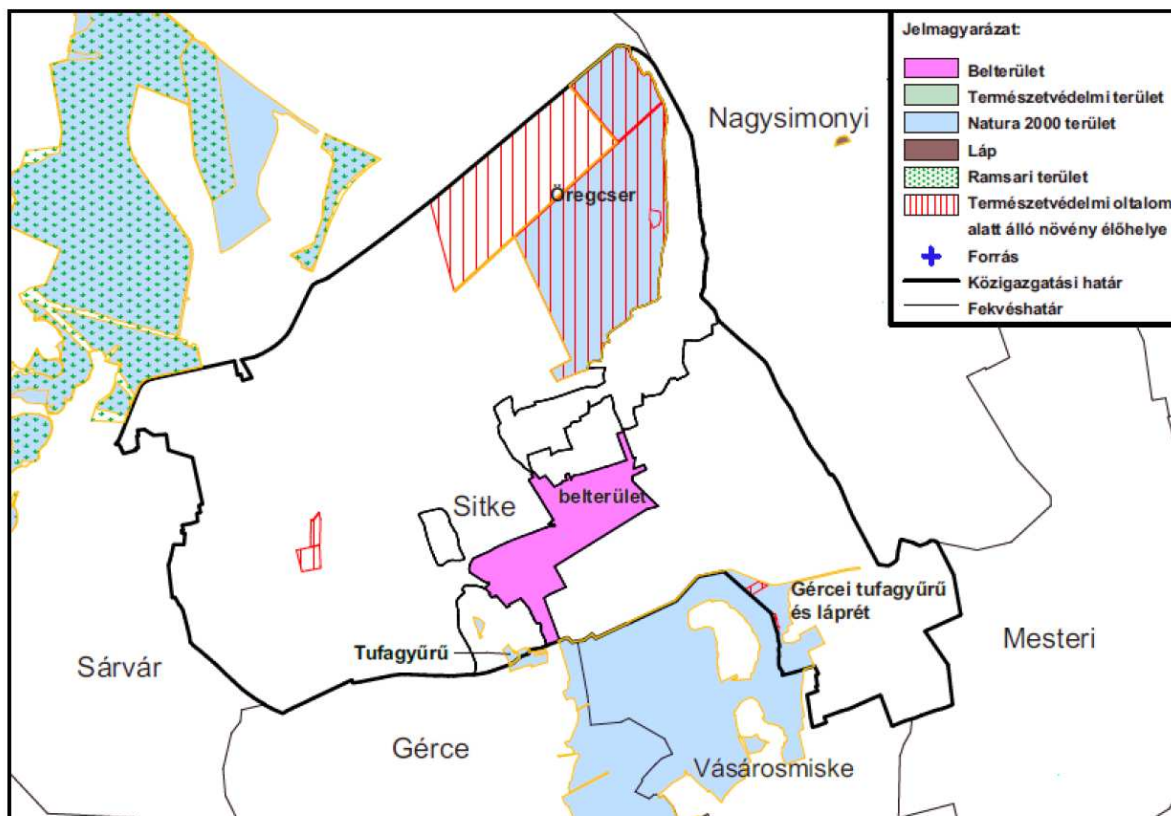 Jelmagyarázat:
Belterület
Természetvédelmi terület
Natura 2000 terület
Láp
Ramsari terület
Természetvédelmi oltalom
alatt álló növény élőhelye
Forrás
Közigazgatási határ
Fekvéshatár
Nagysimonyi
Öregcser
Sitke
belterület
Gércei tufagyűrű
és láprét
Mesteri
Tufagyűrű
Sárvár
Gérce
Vásárosmiske